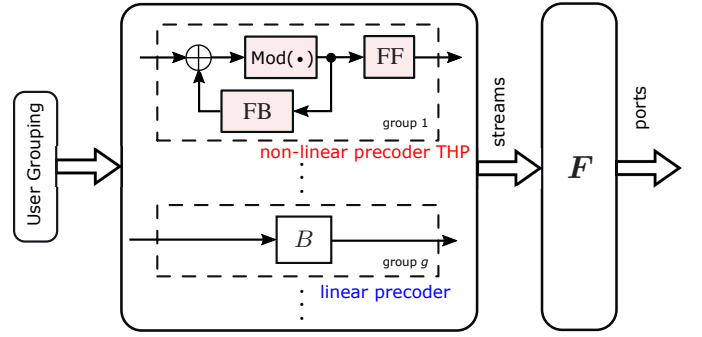 User Grouping
Mod(•)
FF
FB
group 1
non-linear precoder THP
B
group g
linear precoder
streams
F
ports